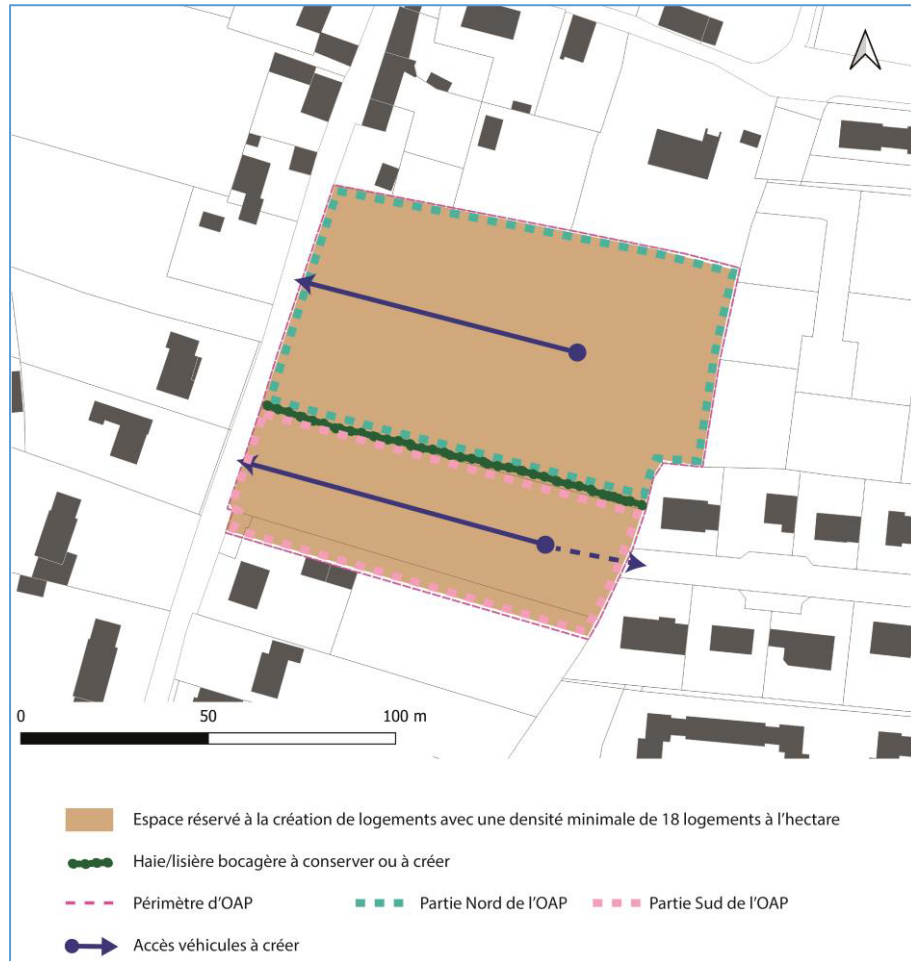 0 50 100 m
Espace réservé à la création de logements avec une densité minimale de 18 logements à l'hectare
Haie/lisière bocagère à conserver ou à créer
Périmètre d'OAP Partie Nord de l'OAP Partie Sud de l'OAP
Accès véhicules à créer